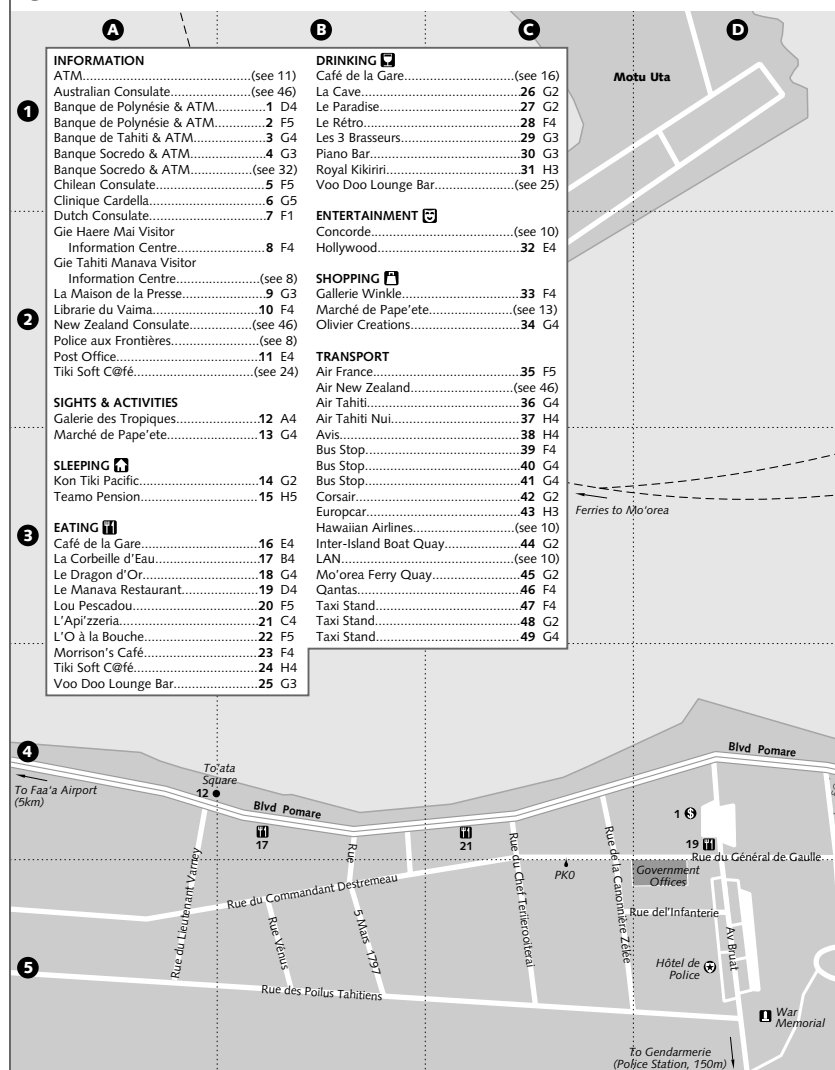 A B C D
1
2
3
4
5
INFORMATION
ATM..............................(see 11)
Australian Consulate..............................(see 46)
Banque de Polynésie & ATM..............................1 D4
Banque de Polynésie & ATM..............................2 F5
Banque de Tahiti & ATM..............................3 G4
Banque Socredo & ATM..............................4 G3
Banque Socredo & ATM..............................(see 32)
Chilean Consulate..............................5 F5
Clinique Cardella..............................6 G5
Dutch Consulate..............................7 F1
Gie Haere Mai Visitor
Information Centre..............................8 F4
Gie Tahiti Manava Visitor
Information Centre..............................(see 8)
La Maison de la Presse..............................9 G3
Librarie du Vaima..............................10 F4
New Zealand Consulate..............................(see 46)
Police aux Frontières..............................(see 8)
Post Office..............................11 E4
Tiki Soft C@fé..............................(see 24)
SIGHTS & ACTIVITIES
Galerie des Tropiques..............................12 A4
Marché de Pape'ete..............................13 G4
SLEEPING
Kon Tiki Pacific..............................14 G2
Teamo Pension..............................15 H5
EATING
Café de la Gare..............................16 E4
La Corbeille d'Eau..............................17 B4
Le Dragon d'Or..............................18 G4
Le Manava Restaurant..............................19 D4
Lou Pescadou..............................20 F5
L'Api'zzeria..............................21 C4
L'O à la Bouche..............................22 F5
Morrison's Café..............................23 F4
Tiki Soft C@fé..............................24 H4
Voo Doo Lounge Bar..............................25 G3
DRINKING
Café de la Gare..............................(see 16)
La Cave..............................26 G2
Le Paradise..............................27 G2
Le Rétro..............................28 F4
Les 3 Brasseurs..............................29 G3
Piano Bar..............................30 G3
Royal Kikiriri..............................31 H3
Voo Doo Lounge Bar..............................(see 25)
ENTERTAINMENT
Concorde..............................(see 10)
Hollywood..............................32 E4
SHOPPING
Gallerie Winkle..............................33 F4
Marché de Pape'ete..............................(see 13)
Olivier Creations..............................34 G4
TRANSPORT
Air France..............................35 F5
Air New Zealand..............................(see 46)
Air Tahiti..............................36 G4
Air Tahiti Nui..............................37 H4
Avis..............................38 H4
Bus Stop..............................39 F4
Bus Stop..............................40 G4
Bus Stop..............................41 G4
Corsair..............................42 G2
Europcar..............................43 H3
Hawaiian Airlines..............................(see 10)
Inter-Island Boat Quay..............................44 G2
LAN..............................(see 10)
Mo'orea Ferry Quay..............................45 G2
Qantas..............................46 F4
Taxi Stand..............................47 F4
Taxi Stand..............................48 G2
Taxi Stand..............................49 G4
Motu Uta
Ferries to Mo'orea
To Faa'a Airport
(5km)
To'ata
Square
12
Blvd Pomare
Blvd Pomare
17
21
1
19
Rue du Général de Gaulle
PK0
Government
Offices
Rue du Lieutenant Varney
Rue du Commandant Destremeau
Rue
5 Mars 1797
Rue Vénus
Rue du Chef Teriierooiterai
Rue de la Canonnière Zélée
Rue del'Infanterie
Av Bruat
Hôtel de
Police
Rue des Poilus Tahitiens
War
Memorial
To Gendarmerie
(Police Station, 150m)